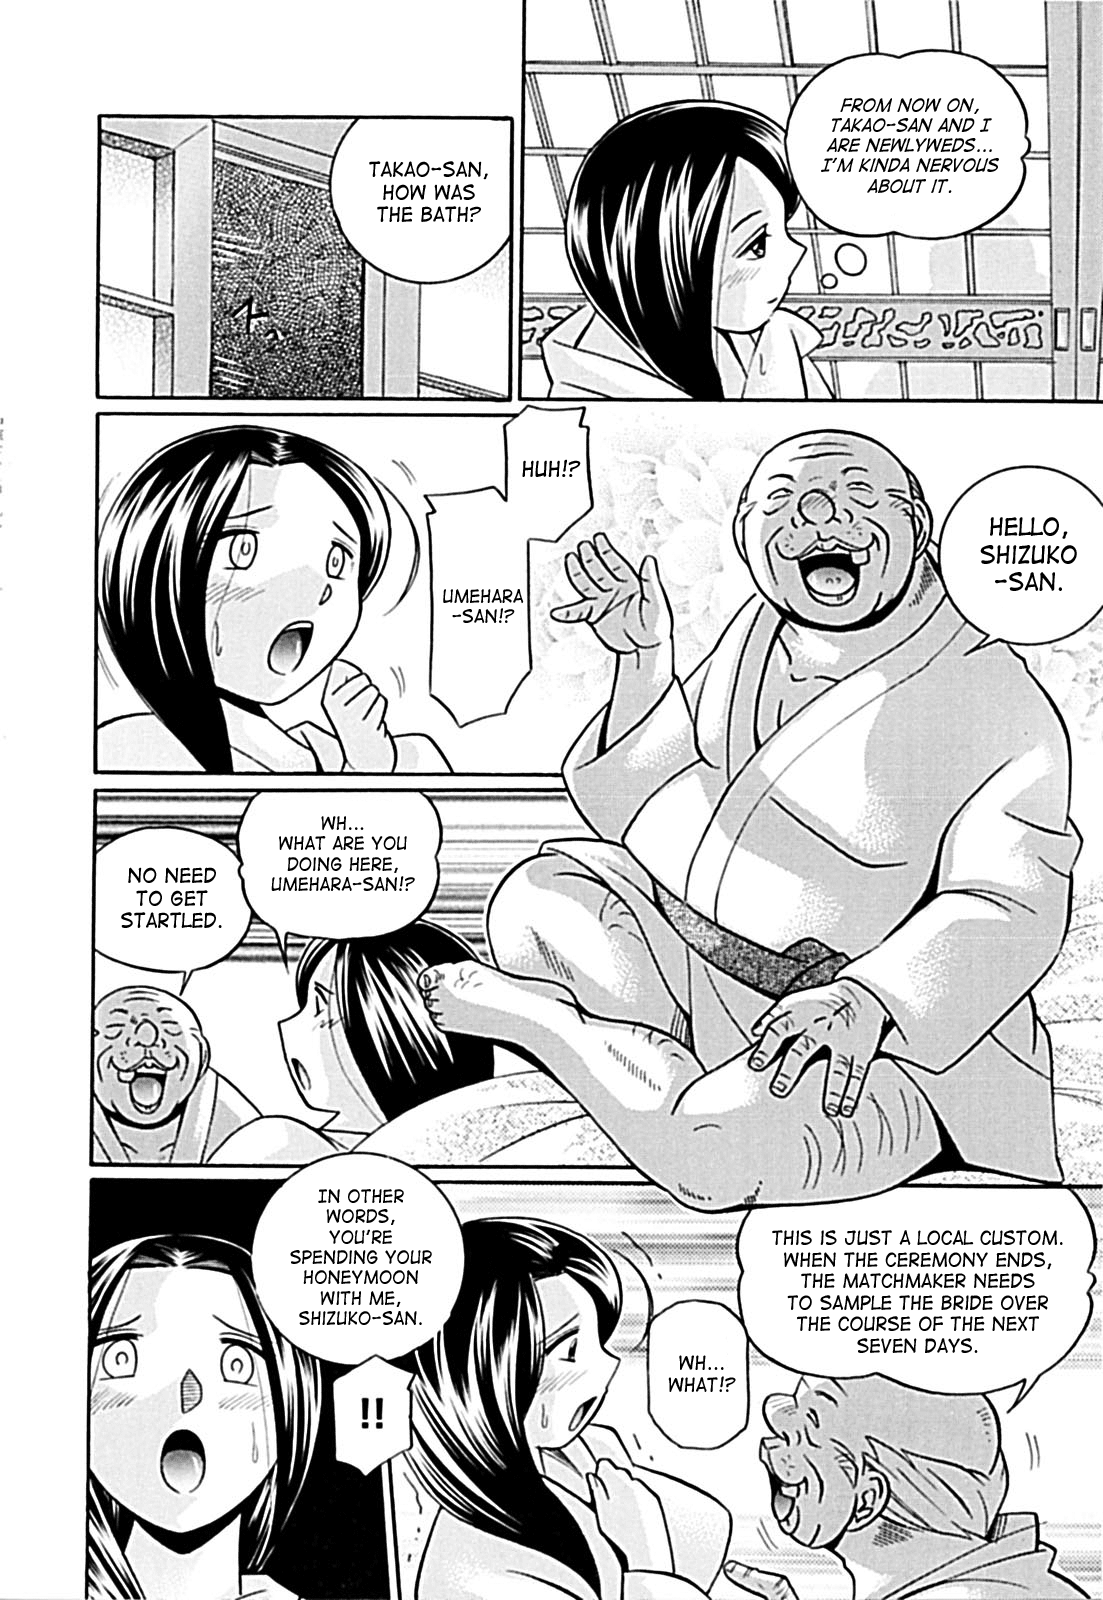 FROM NOW ON,
TAKAO-SAN AND I
ARE NEWLYWEDS...
I'M KINDA NERVOUS
ABOUT IT.
TAKAO-SAN,
HOW WAS
THE BATH?
スッ
HELLO,
SHIZUKO
-SAN.
HUH!?
UMEHARA
-SAN!?
WH...
WHAT ARE YOU
DOING HERE,
UMEHARA-SAN!?
NO NEED
TO GET
STARTLED.
THIS IS JUST A LOCAL CUSTOM.
WHEN THE CEREMONY ENDS,
THE MATCHMAKER NEEDS
TO SAMPLE THE BRIDE OVER
THE COURSE OF THE NEXT
SEVEN DAYS.
WH...
WHAT!?
IN OTHER
WORDS,
YOU'RE
SPENDING YOUR
HONEYMOON
WITH ME,
SHIZUKO-SAN.
!!